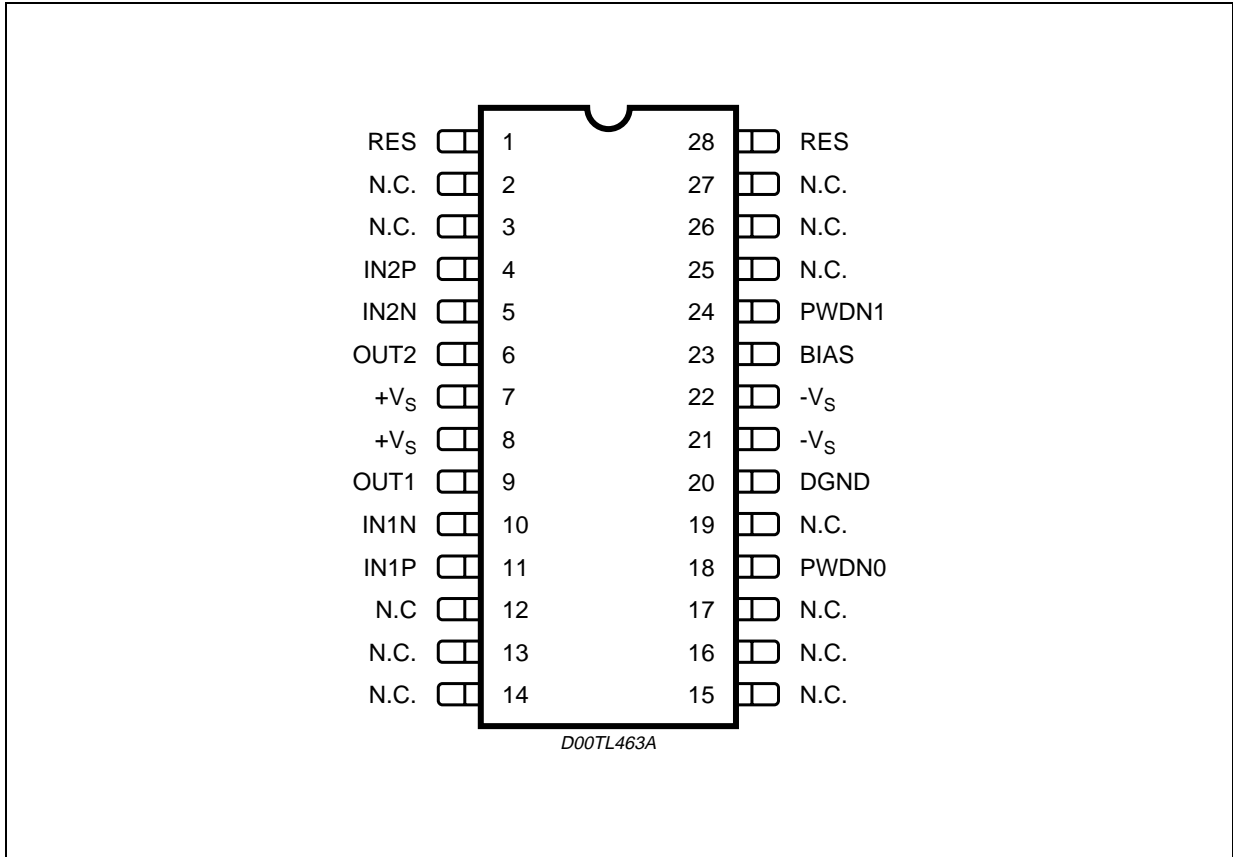 RES 1 28 RES
N.C. 2 27 N.C.
N.C. 3 26 N.C.
IN2P 4 25 N.C.
IN2N 5 24 PWDN1
OUT2 6 23 BIAS
+VS 7 22 -VS
+VS 8 21 -VS
OUT1 9 20 DGND
IN1N 10 19 N.C.
IN1P 11 18 PWDN0
N.C 12 17 N.C.
N.C. 13 16 N.C.
N.C. 14 15 N.C.
D00TL463A